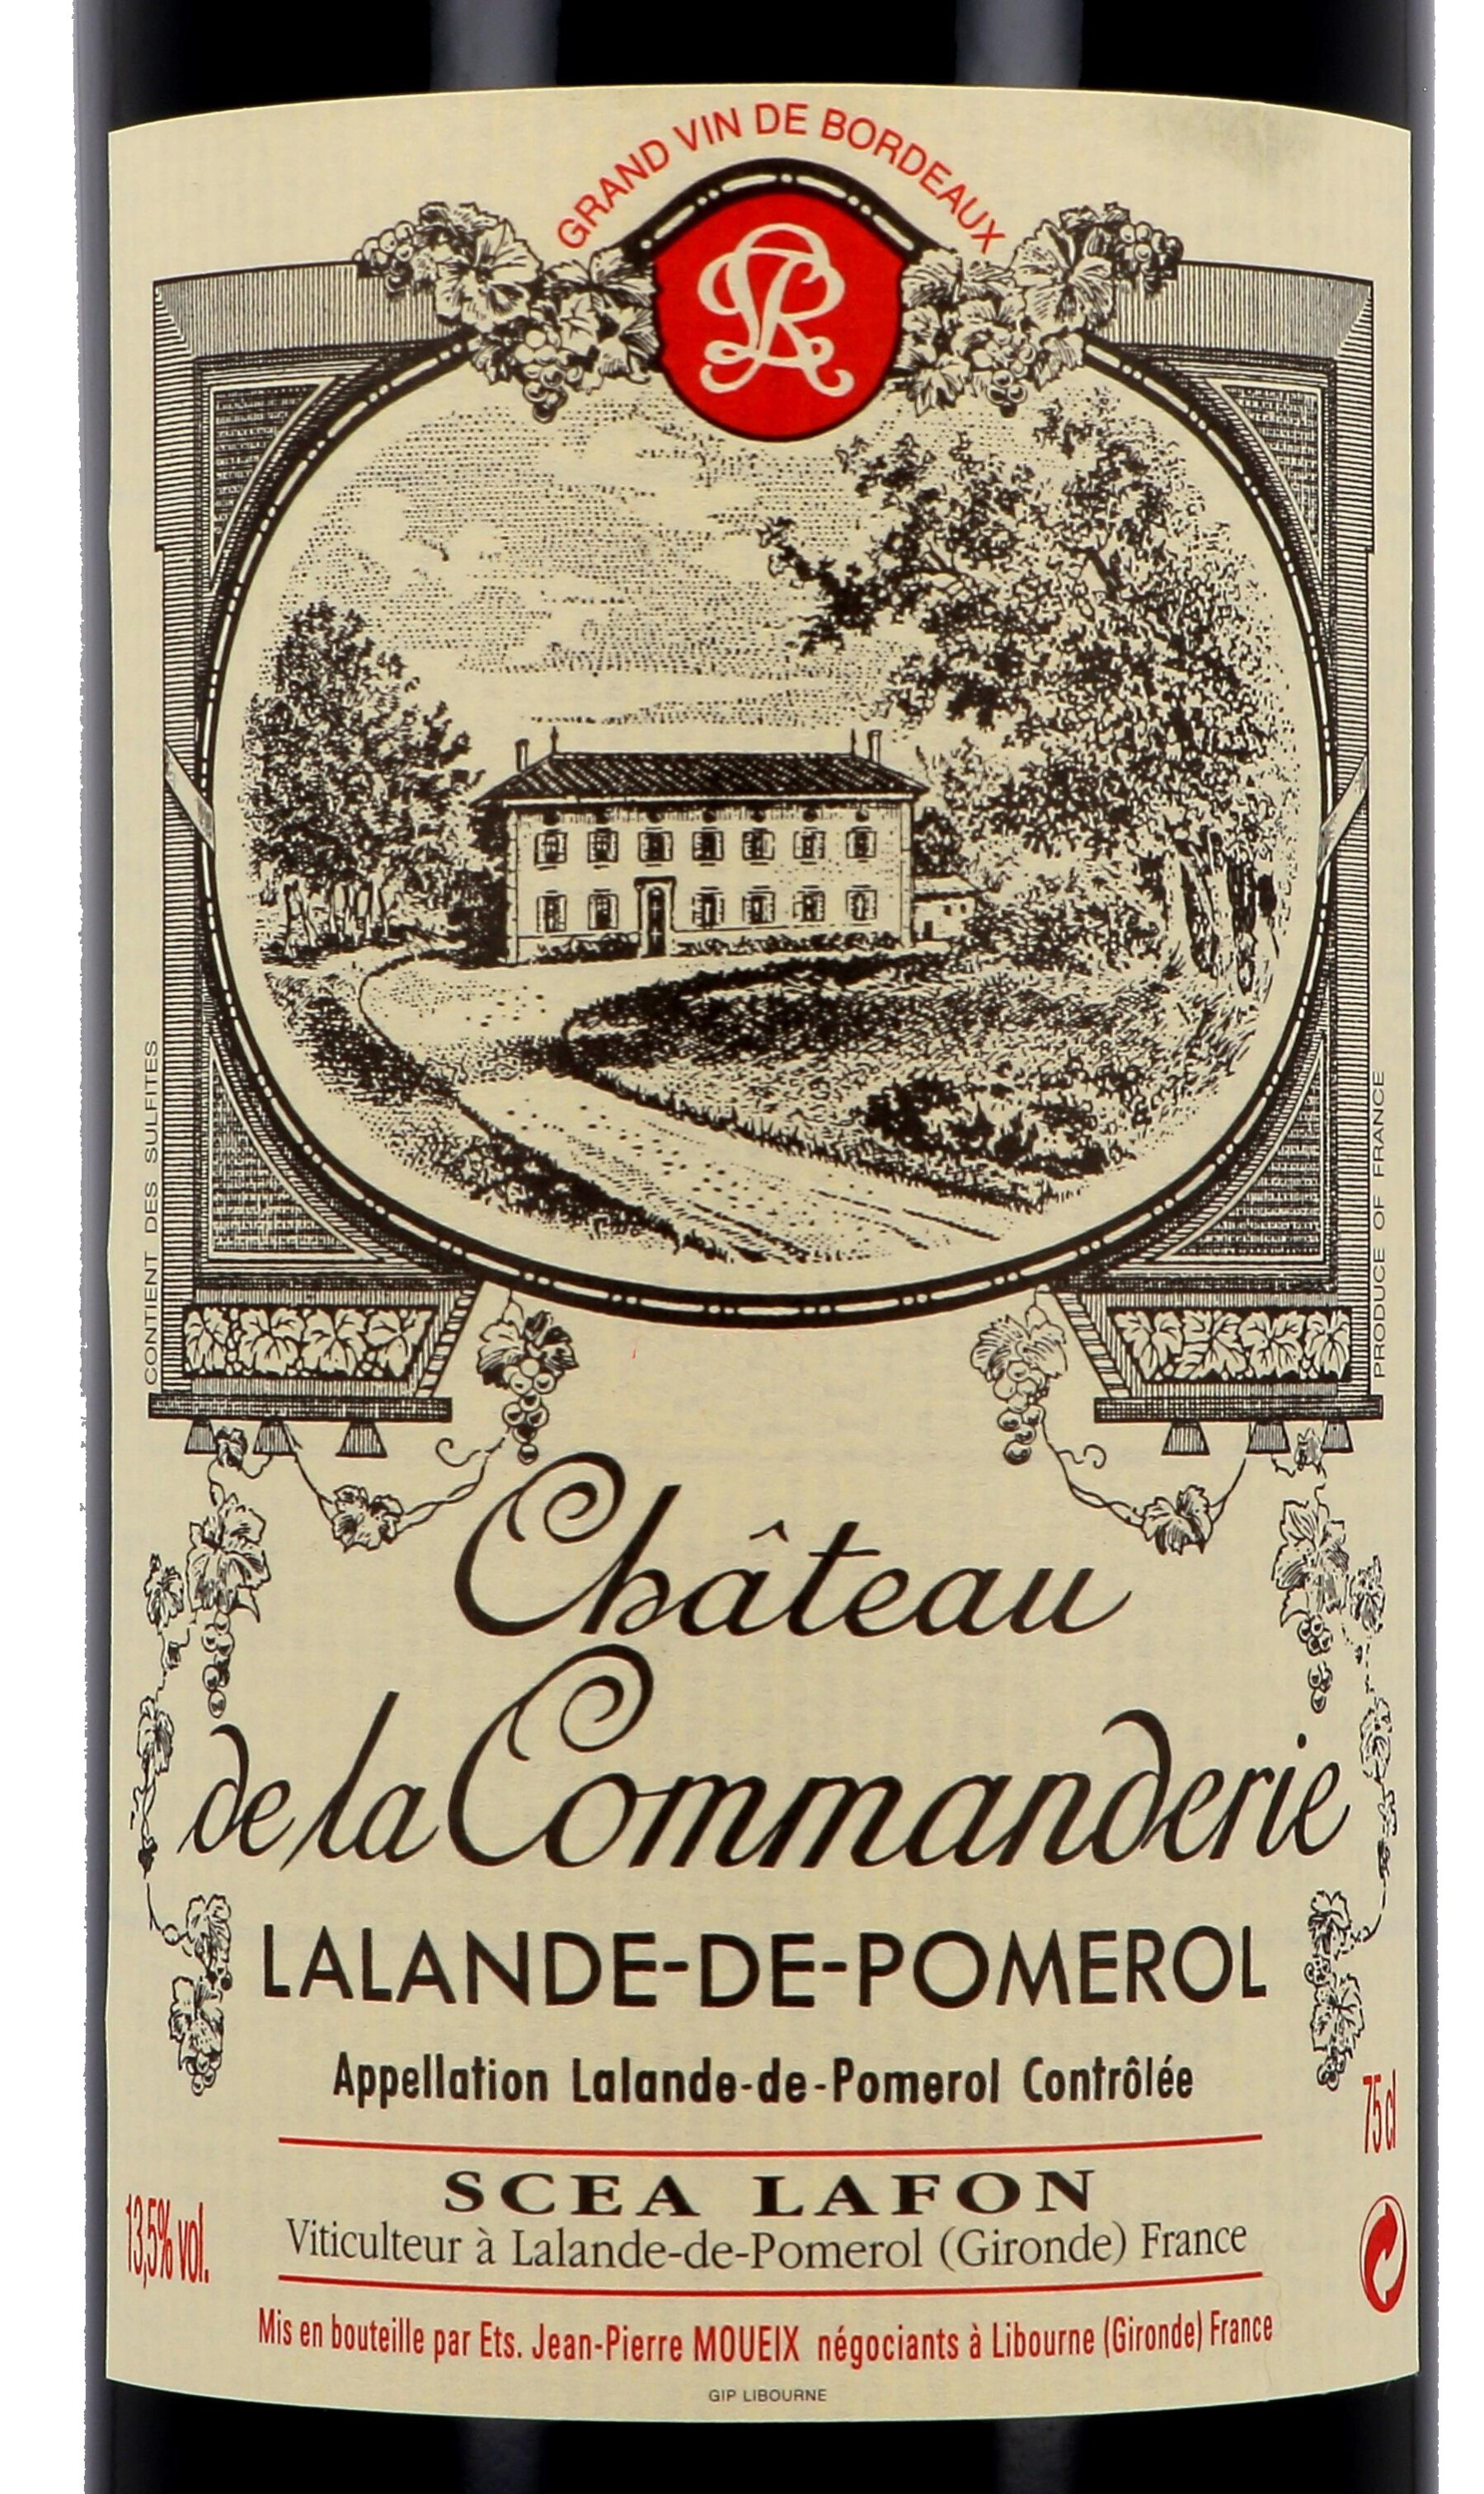 GRAND VIN DE BORDEAUX
CONTIENT DES SULFITES
PRODUCE OF FRANCE
Château
de la Commanderie
LALANDE-DE-POMEROL
Appellation Lalande-de-Pomerol Contrôlée
75 cl
SCEA LAFON
Viticulteur à Lalande-de-Pomerol (Gironde) France
13,5% vol.
Mis en bouteille par Ets. Jean-Pierre MOUEIX négociants à Libourne (Gironde) France
GIP LIBOURNE